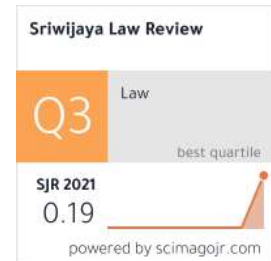 Sriwijaya Law Review
Q3
Law
best quartile
SJR 2021
0.19
powered by scimagojr.com